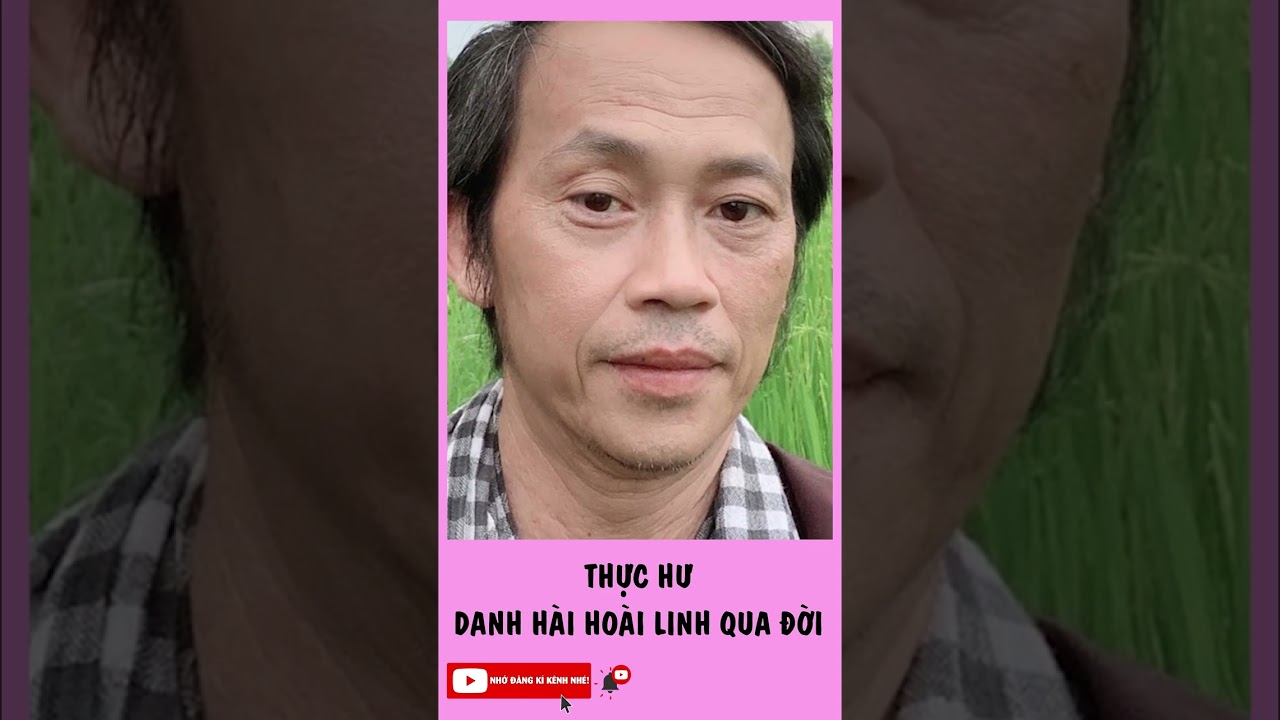 THỰC HƯ
DANH HÀI HOÀI LINH QUA ĐỜI
NHỚ ĐĂNG KÍ KÊNH NHÉ!